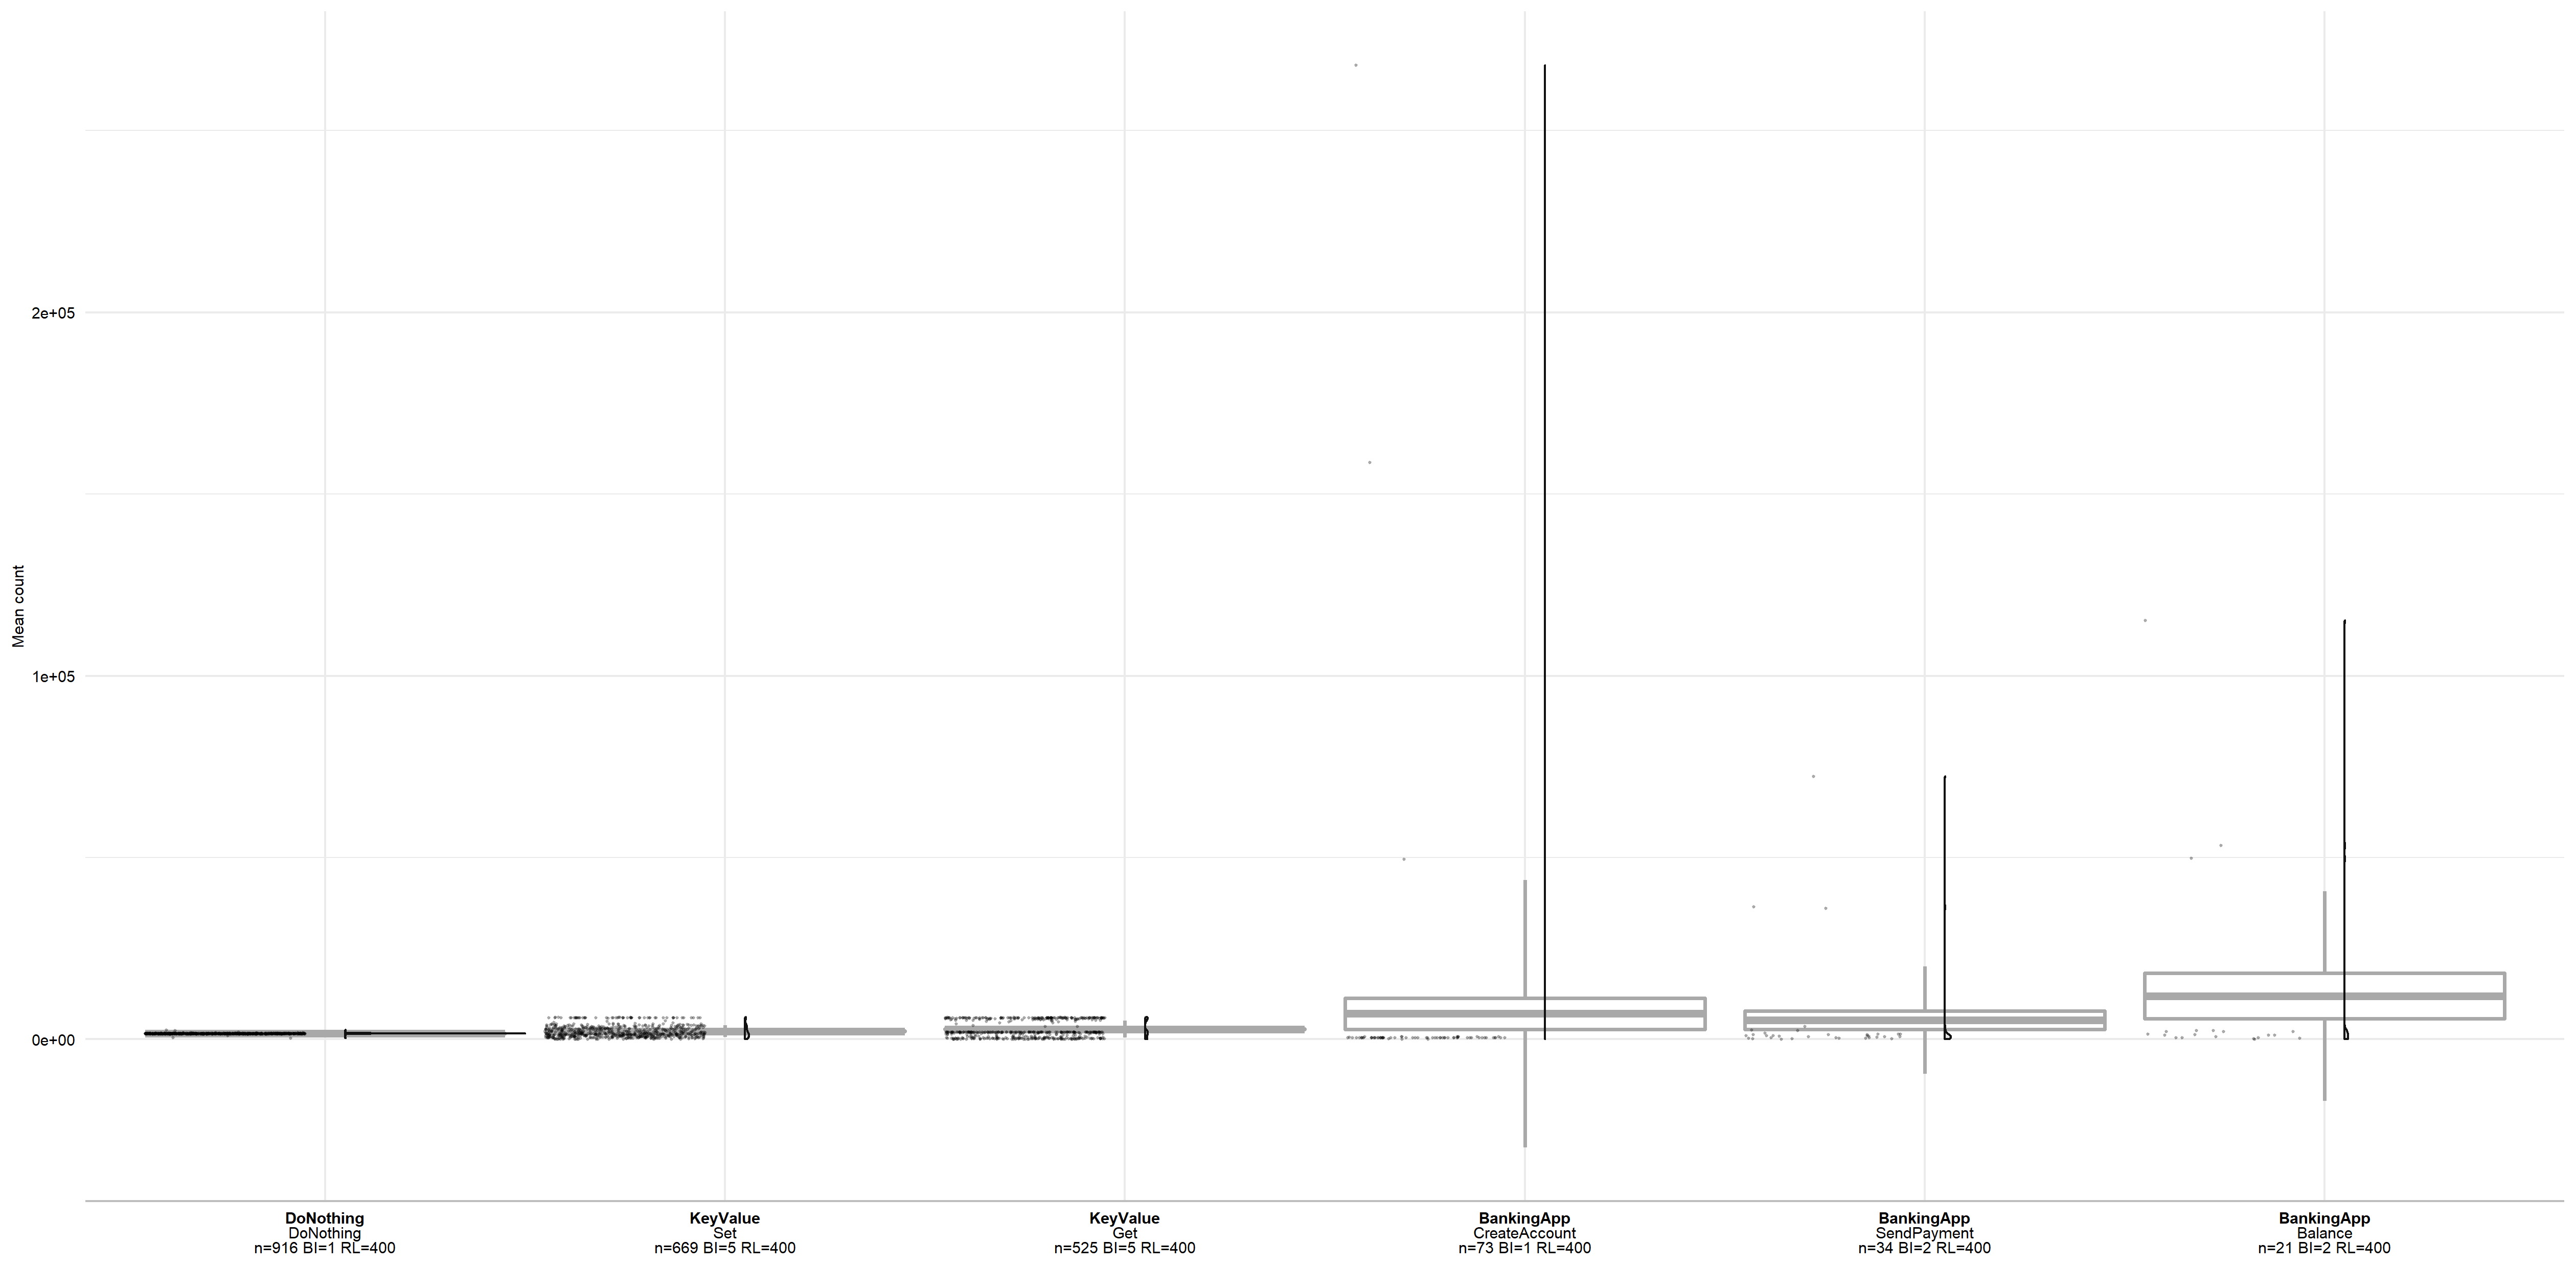 Mean count
2e+05
1e+05
0e+00
DoNothing
DoNothing
n=916 BI=1 RL=400
KeyValue
Set
n=669 BI=5 RL=400
KeyValue
Get
n=525 BI=5 RL=400
BankingApp
CreateAccount
n=73 BI=1 RL=400
BankingApp
SendPayment
n=34 BI=2 RL=400
BankingApp
Balance
n=21 BI=2 RL=400